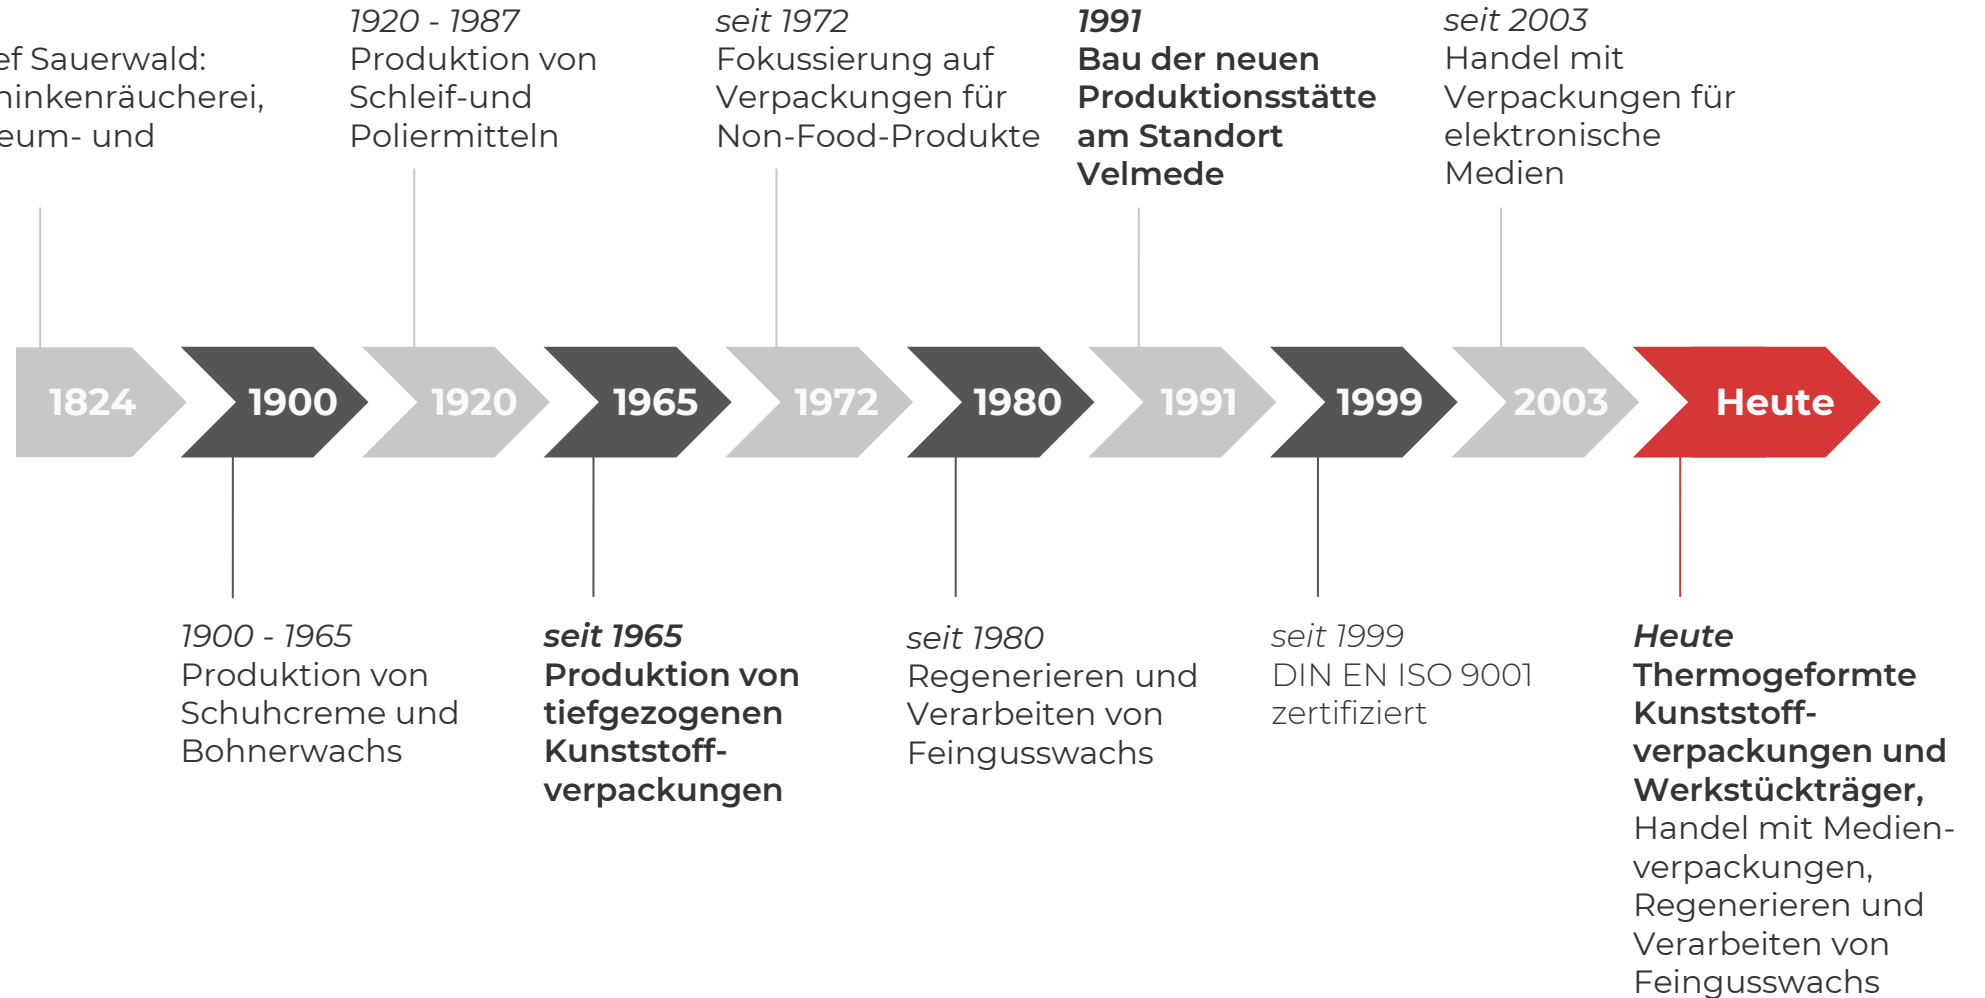 Sauerwald:
1920 - 1987
Produktion von
Schleif-und
Poliermitteln
seit 1972
Fokussierung auf
Verpackungen für
Non-Food-Produkte
1991
Bau der neuen
Produktionsstätte
am Standort
Velmede
seit 2003
Handel mit
Verpackungen für
elektronische
Medien
und
1824
1900
1920
1965
1972
1980
1991
1999
2003
Heute
1900 - 1965
Produktion von
Schuhcreme und
Bohnerwachs
seit 1965
Produktion von
tiefgezogenen
Kunststoff-
verpackungen
seit 1980
Regenerieren und
Verarbeiten von
Feingusswachs
seit 1999
DIN EN ISO 9001
zertifiziert
Heute
Thermogeformte
Kunststoff-
verpackungen und
Werkstückträger,
Handel mit Medien-
verpackungen,
Regenerieren und
Verarbeiten von
Feingusswachs